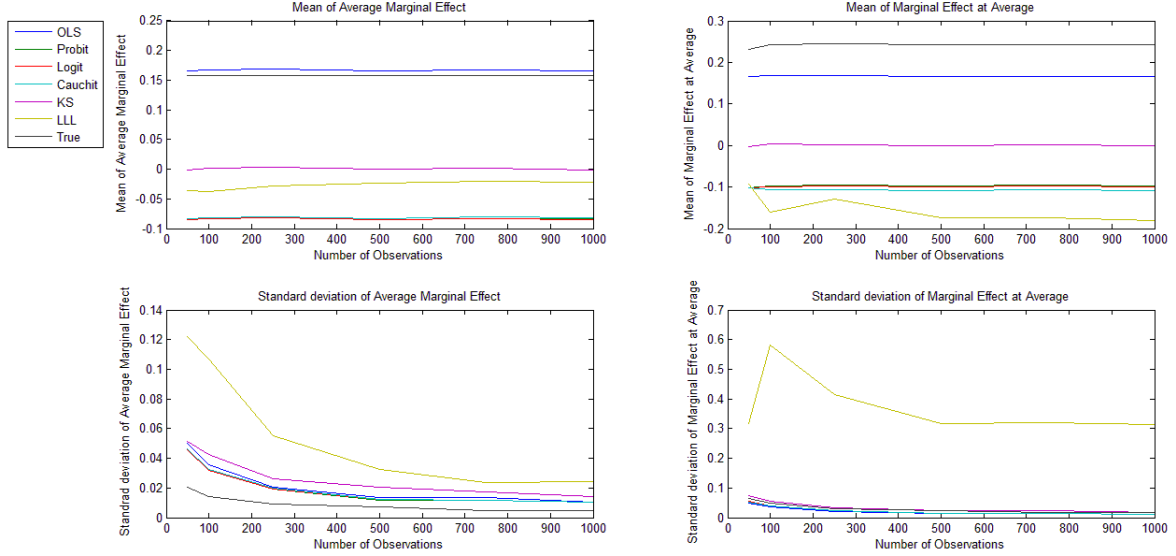 OLS
Probit
Logit
Cauchit
KS
LLL
True
Mean of Average Marginal Effect
Mean of Average Marginal Effect
0.25
0.2
0.15
0.1
0.05
0
-0.05
-0.1
0 100 200 300 400 500 600 700 800 900 1000
Number of Observations
Mean of Marginal Effect at Average
Mean of Marginal Effect at Average
0.3
0.2
0.1
0
-0.1
-0.2
0 100 200 300 400 500 600 700 800 900 1000
Number of Observations
Standard deviation of Average Marginal Effect
Standrad deviation of Average Marginal Effect
0.14
0.12
0.1
0.08
0.06
0.04
0.02
0
0 100 200 300 400 500 600 700 800 900 1000
Number of Observations
Standard deviation of Marginal Effect at Average
Standard deviation of Marginal Effect at Average
0.7
0.6
0.5
0.4
0.3
0.2
0.1
0
0 100 200 300 400 500 600 700 800 900 1000
Number of Observations